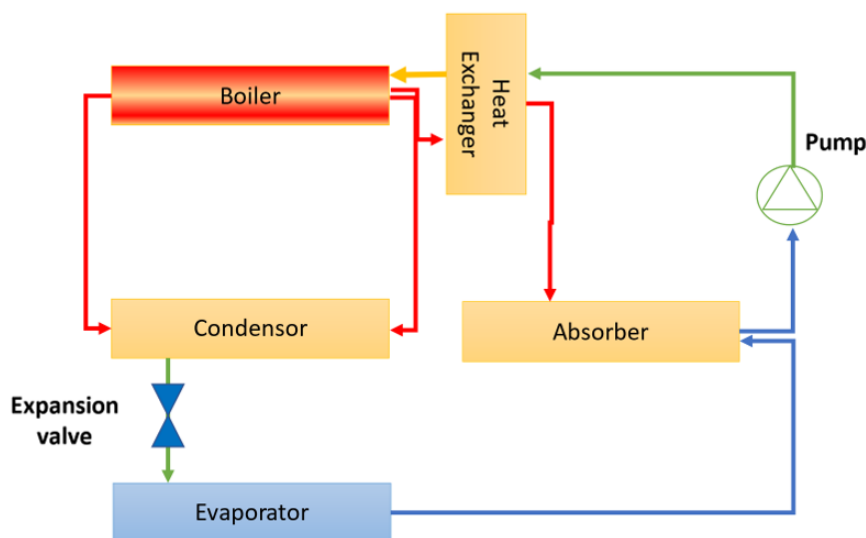 Boiler
Heat
Exchanger
Pump
Condensor
Absorber
Expansion
valve
Evaporator